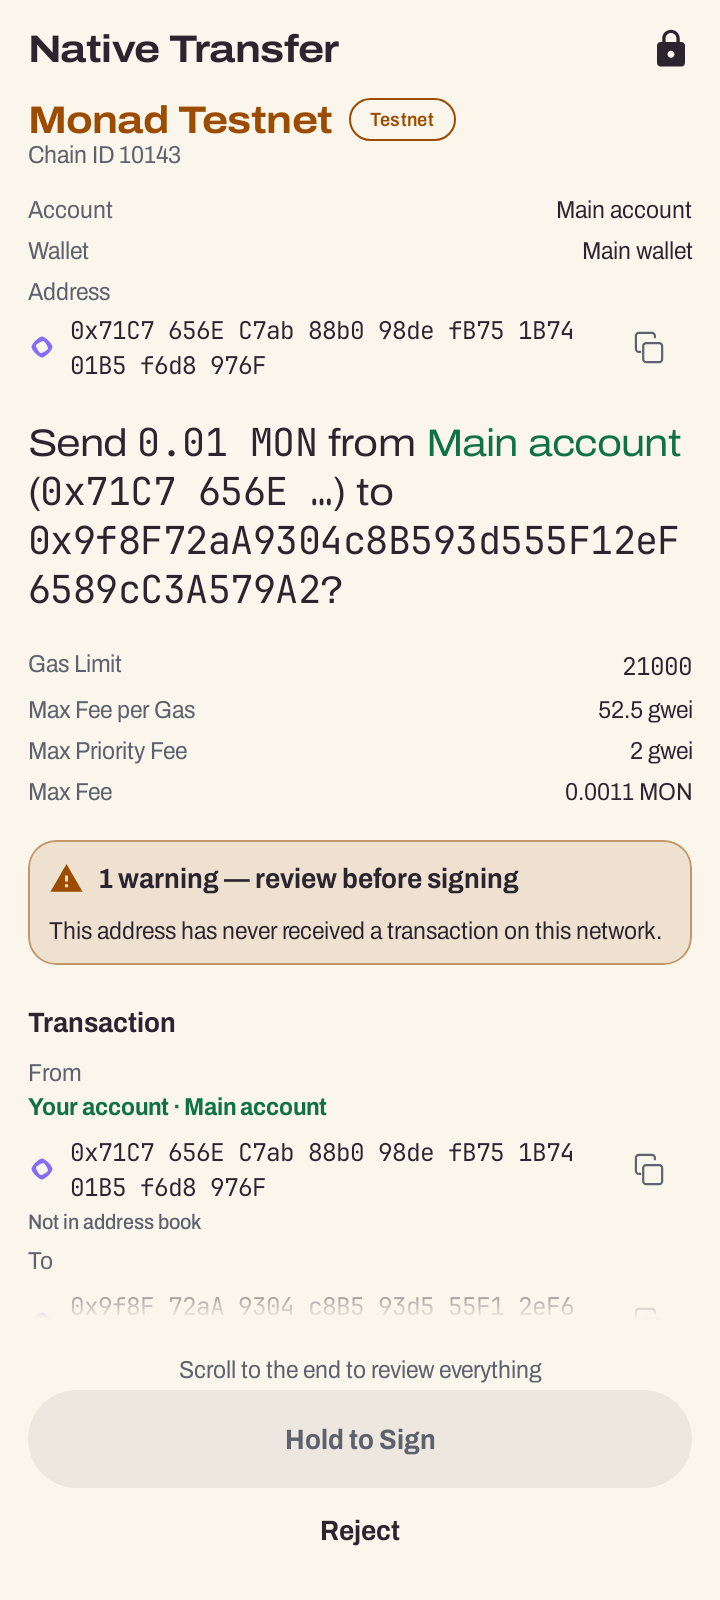 Native Transfer
Monad Testnet
Testnet
Chain ID 10143
Account
Main account
Wallet
Main wallet
Address
0x71C7 656E C7ab 88b0 98de fB75 1B74
01B5 f6d8 976F
Send 0.01 MON from Main account
(0x71C7 656E …) to
0x9f8F72aA9304c8B593d555F12eF
6589cC3A579A2?
Gas Limit
21000
Max Fee per Gas
52.5 gwei
Max Priority Fee
2 gwei
Max Fee
0.0011 MON
1 warning — review before signing
This address has never received a transaction on this network.
Transaction
From
Your account · Main account
0x71C7 656E C7ab 88b0 98de fB75 1B74
01B5 f6d8 976F
Not in address book
To
0x9f8F 72aA 9304 c8B5 93d5 55F1 2eF6
Scroll to the end to review everything
Hold to Sign
Reject